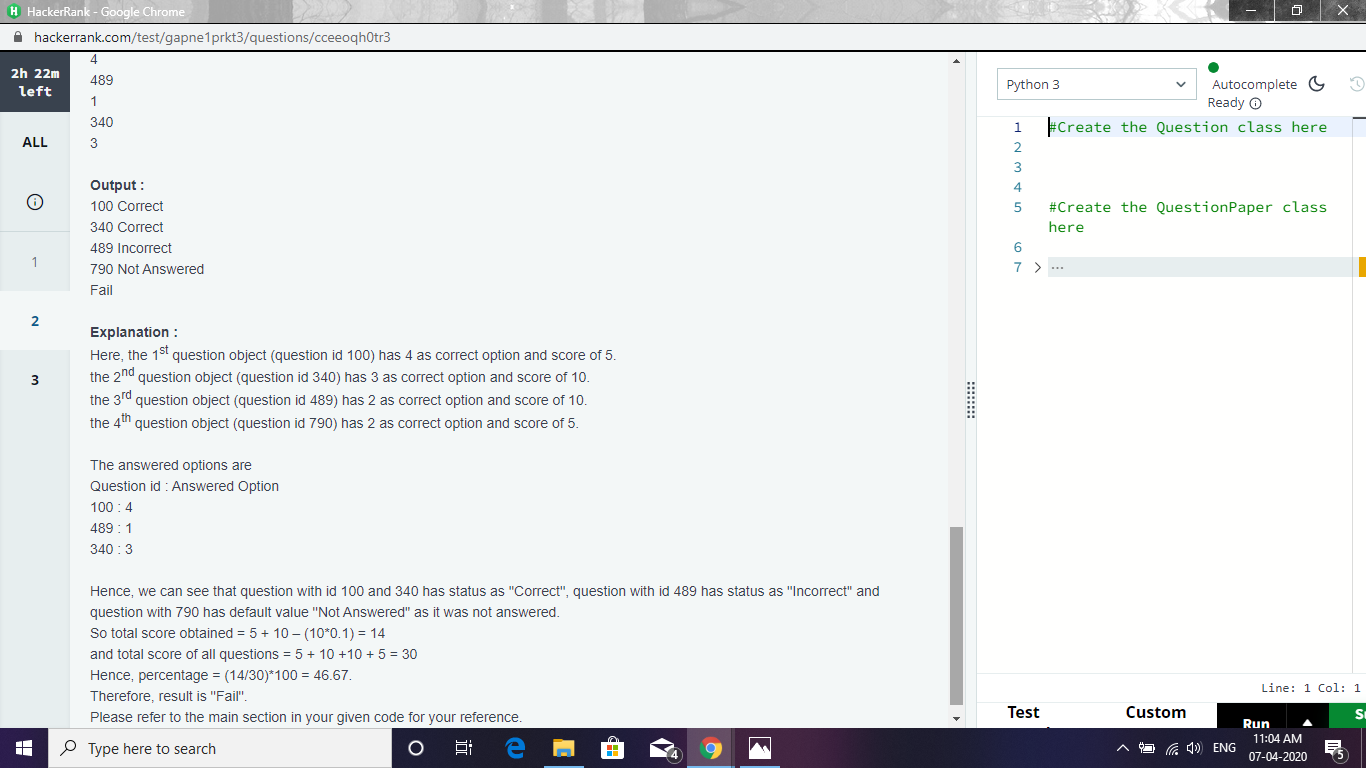 HackerRank - Google Chrome
hackerrank.com/test/gapne1prkt3/questions/cceeoqh0tr3
2h 22m
left
ALL
1
2
3
4
489
1
340
3
Output :
100 Correct
340 Correct
489 Incorrect
790 Not Answered
Fail
Explanation :
Here, the 1st question object (question id 100) has 4 as correct option and score of 5.
the 2nd question object (question id 340) has 3 as correct option and score of 10.
the 3rd question object (question id 489) has 2 as correct option and score of 10.
the 4th question object (question id 790) has 2 as correct option and score of 5.
The answered options are
Question id : Answered Option
100 : 4
489 : 1
340 : 3
Hence, we can see that question with id 100 and 340 has status as "Correct", question with id 489 has status as "Incorrect" and
question with 790 has default value "Not Answered" as it was not answered.
So total score obtained = 5 + 10 – (10*0.1) = 14
and total score of all questions = 5 + 10 +10 + 5 = 30
Hence, percentage = (14/30)*100 = 46.67.
Therefore, result is "Fail".
Please refer to the main section in your given code for your reference.
Python 3
Autocomplete
Ready
1 #Create the Question class here
2
3
4
5 #Create the QuestionPaper class
here
6
7 > ...
Line: 1 Col: 1
Test
Custom
Run
Type here to search
4
ENG
11:04 AM
07-04-2020
5